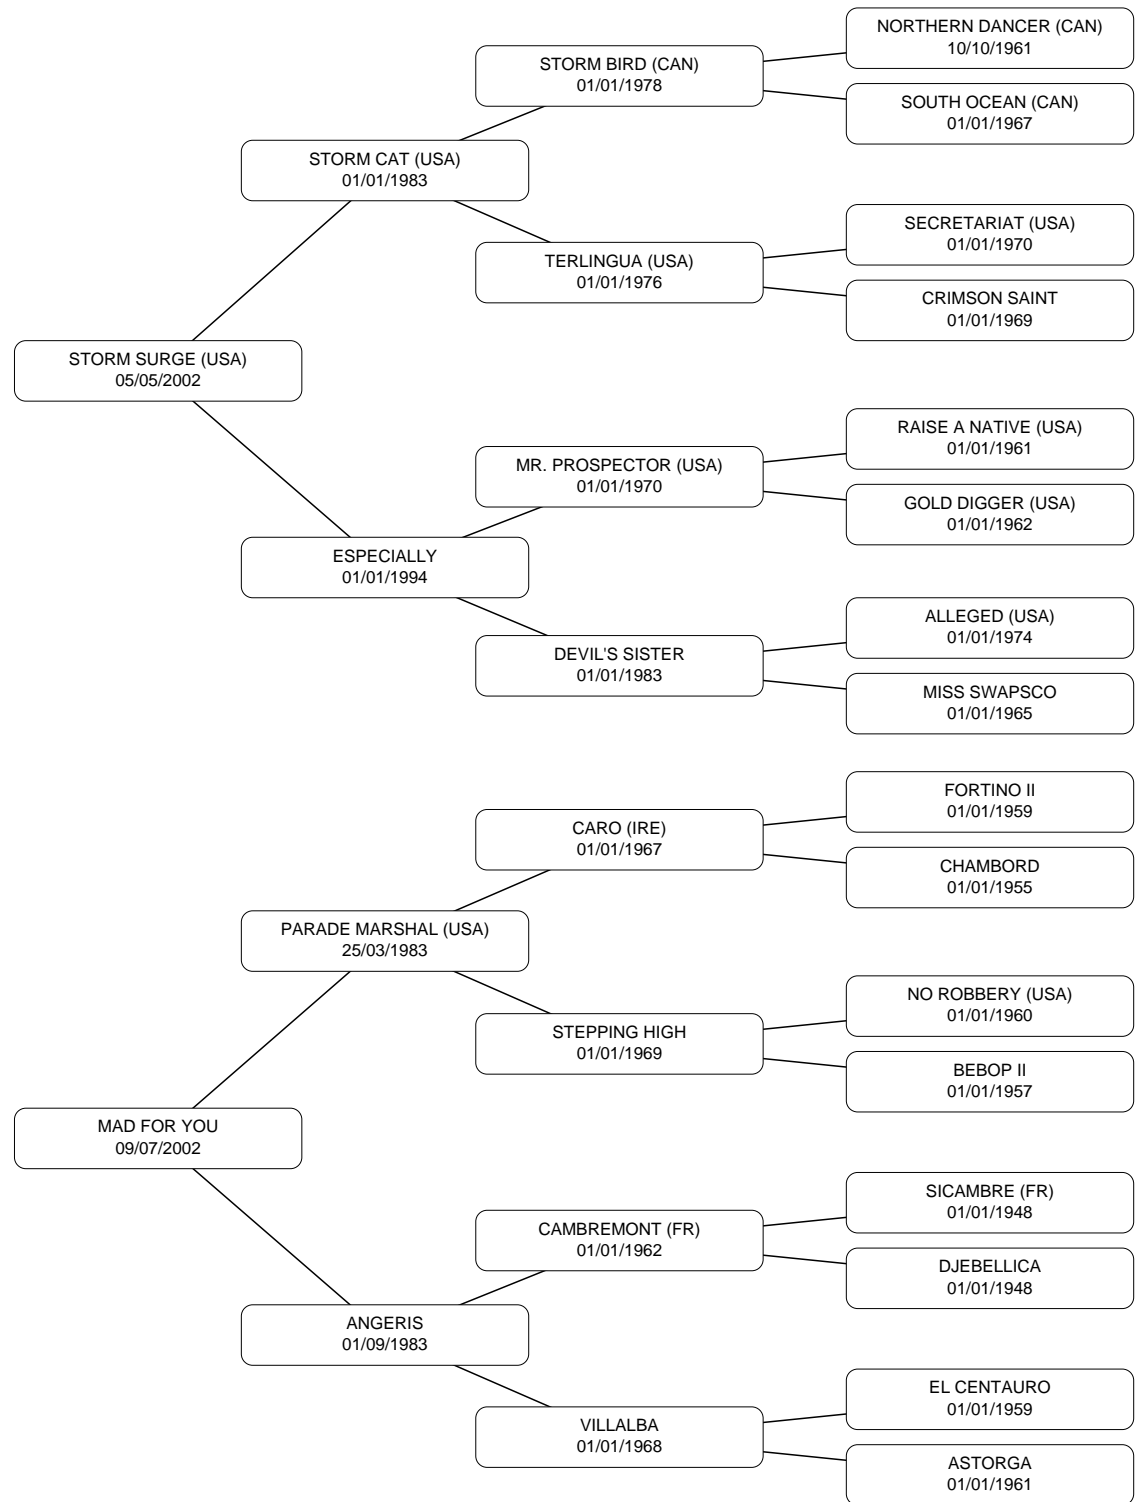 NORTHERN DANCER (CAN)
10/10/1961
STORM BIRD (CAN)
01/01/1978
SOUTH OCEAN (CAN)
01/01/1967
STORM CAT (USA)
01/01/1983
SECRETARIAT (USA)
01/01/1970
TERLINGUA (USA)
01/01/1976
CRIMSON SAINT
01/01/1969
STORM SURGE (USA)
05/05/2002
RAISE A NATIVE (USA)
01/01/1961
MR. PROSPECTOR (USA)
01/01/1970
GOLD DIGGER (USA)
01/01/1962
ESPECIALLY
01/01/1994
ALLEGED (USA)
01/01/1974
DEVIL'S SISTER
01/01/1983
MISS SWAPSCO
01/01/1965
FORTINO II
01/01/1959
CARO (IRE)
01/01/1967
CHAMBORD
01/01/1955
PARADE MARSHAL (USA)
25/03/1983
NO ROBBERY (USA)
01/01/1960
STEPPING HIGH
01/01/1969
BEBOP II
01/01/1957
MAD FOR YOU
09/07/2002
SICAMBRE (FR)
01/01/1948
CAMBREMONT (FR)
01/01/1962
DJEBELLICA
01/01/1948
ANGERIS
01/09/1983
EL CENTAURO
01/01/1959
VILLALBA
01/01/1968
ASTORGA
01/01/1961